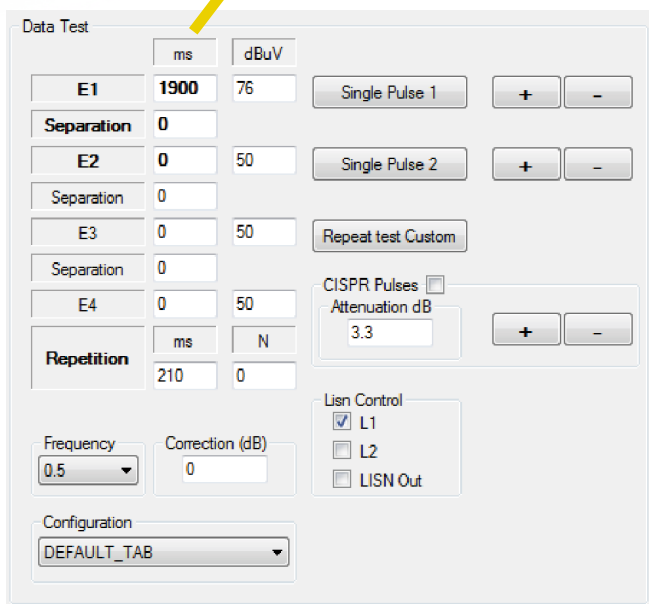 Data Test
ms dBuV
E1 1900 76 Single Pulse 1 + -
Separation 0
E2 0 50 Single Pulse 2 + -
Separation 0
E3 0 50 Repeat test Custom
Separation 0
CISPR Pulses
Attenuation dB
E4 0 50
3.3 + -
Repetition ms N
210 0
Lisn Control
L1
Frequency Correction (dB)
L2
0.5 0
LISN Out
Configuration
DEFAULT_TAB